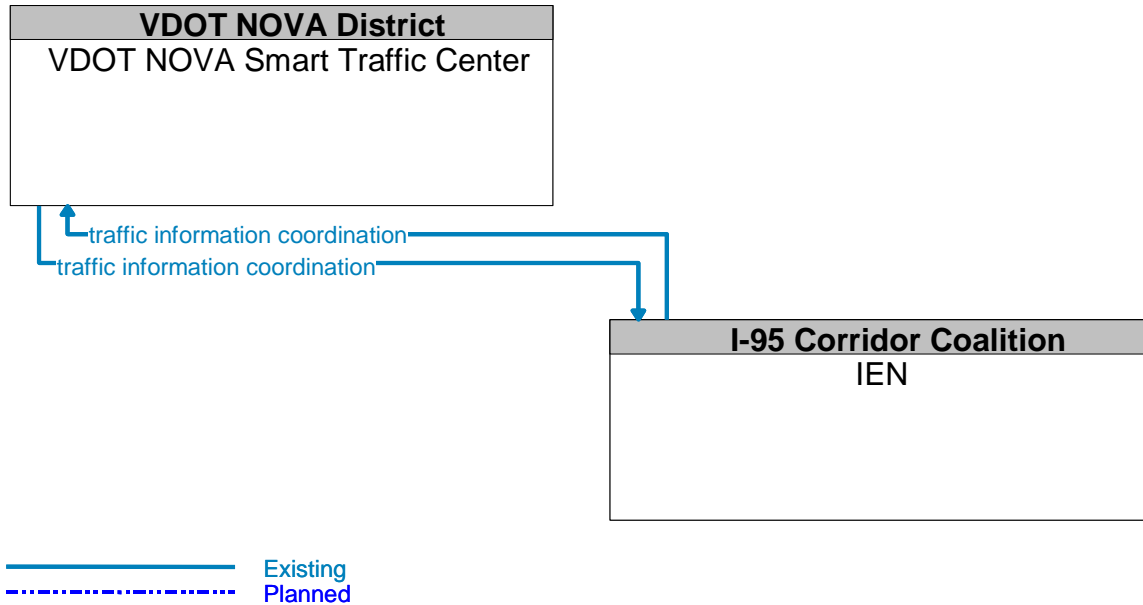 VDOT NOVA District
VDOT NOVA Smart Traffic Center
traffic information coordination
traffic information coordination
I-95 Corridor Coalition
IEN
Existing
Planned